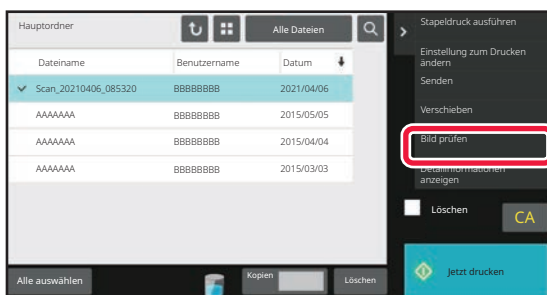 Hauptordner
Alle Dateien
Dateiname Benutzername Datum
Scan_20210406_085320 BBBBBBBB 2021/04/06
AAAAAAA BBBBBBBB 2015/05/05
AAAAAAA BBBBBBBB 2015/04/04
AAAAAAA BBBBBBBB 2015/03/03
Alle auswählen
Kopien
Löschen
Stapeldruck ausführen
Einstellung zum Drucken
ändern
Senden
Verschieben
Bild prüfen
Detailinformationen
anzeigen
Löschen
CA
Jetzt drucken